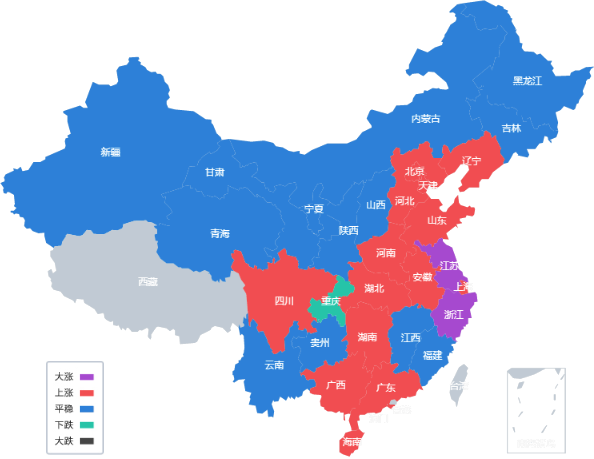 黑龙江
内蒙古
吉林
新疆
辽宁
甘肃
北京
天津
河北
宁夏
山西
山东
青海
陕西
河南
江苏
西藏
安徽
上海
四川
重庆
湖北
浙江
贵州
湖南
江西
福建
云南
广西
广东
台湾
海南
大涨
上涨
平稳
下跌
大跌